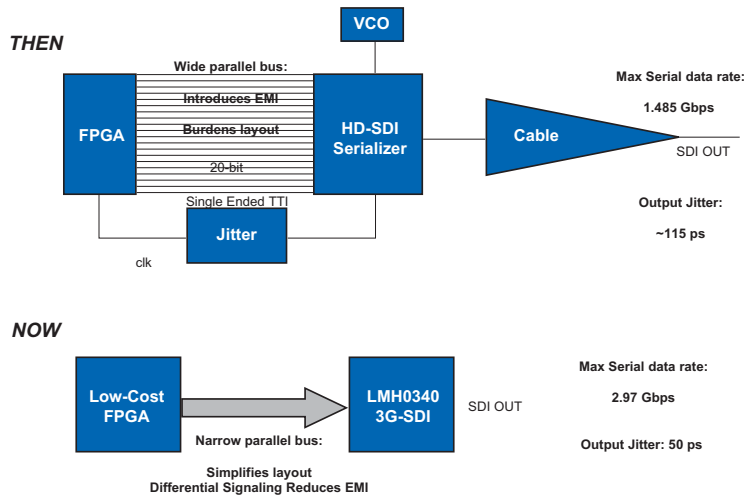 THEN
VCO
Wide parallel bus:
Introduces EMI
Burdens layout
20-bit
Single Ended TTl
FPGA
HD-SDI
Serializer
Cable
Max Serial data rate:
1.485 Gbps
SDI OUT
Output Jitter:
~115 ps
Jitter
clk
NOW
Low-Cost
FPGA
LMH0340
3G-SDI
SDI OUT
Max Serial data rate:
2.97 Gbps
Output Jitter: 50 ps
Narrow parallel bus:
Simplifies layout
Differential Signaling Reduces EMI